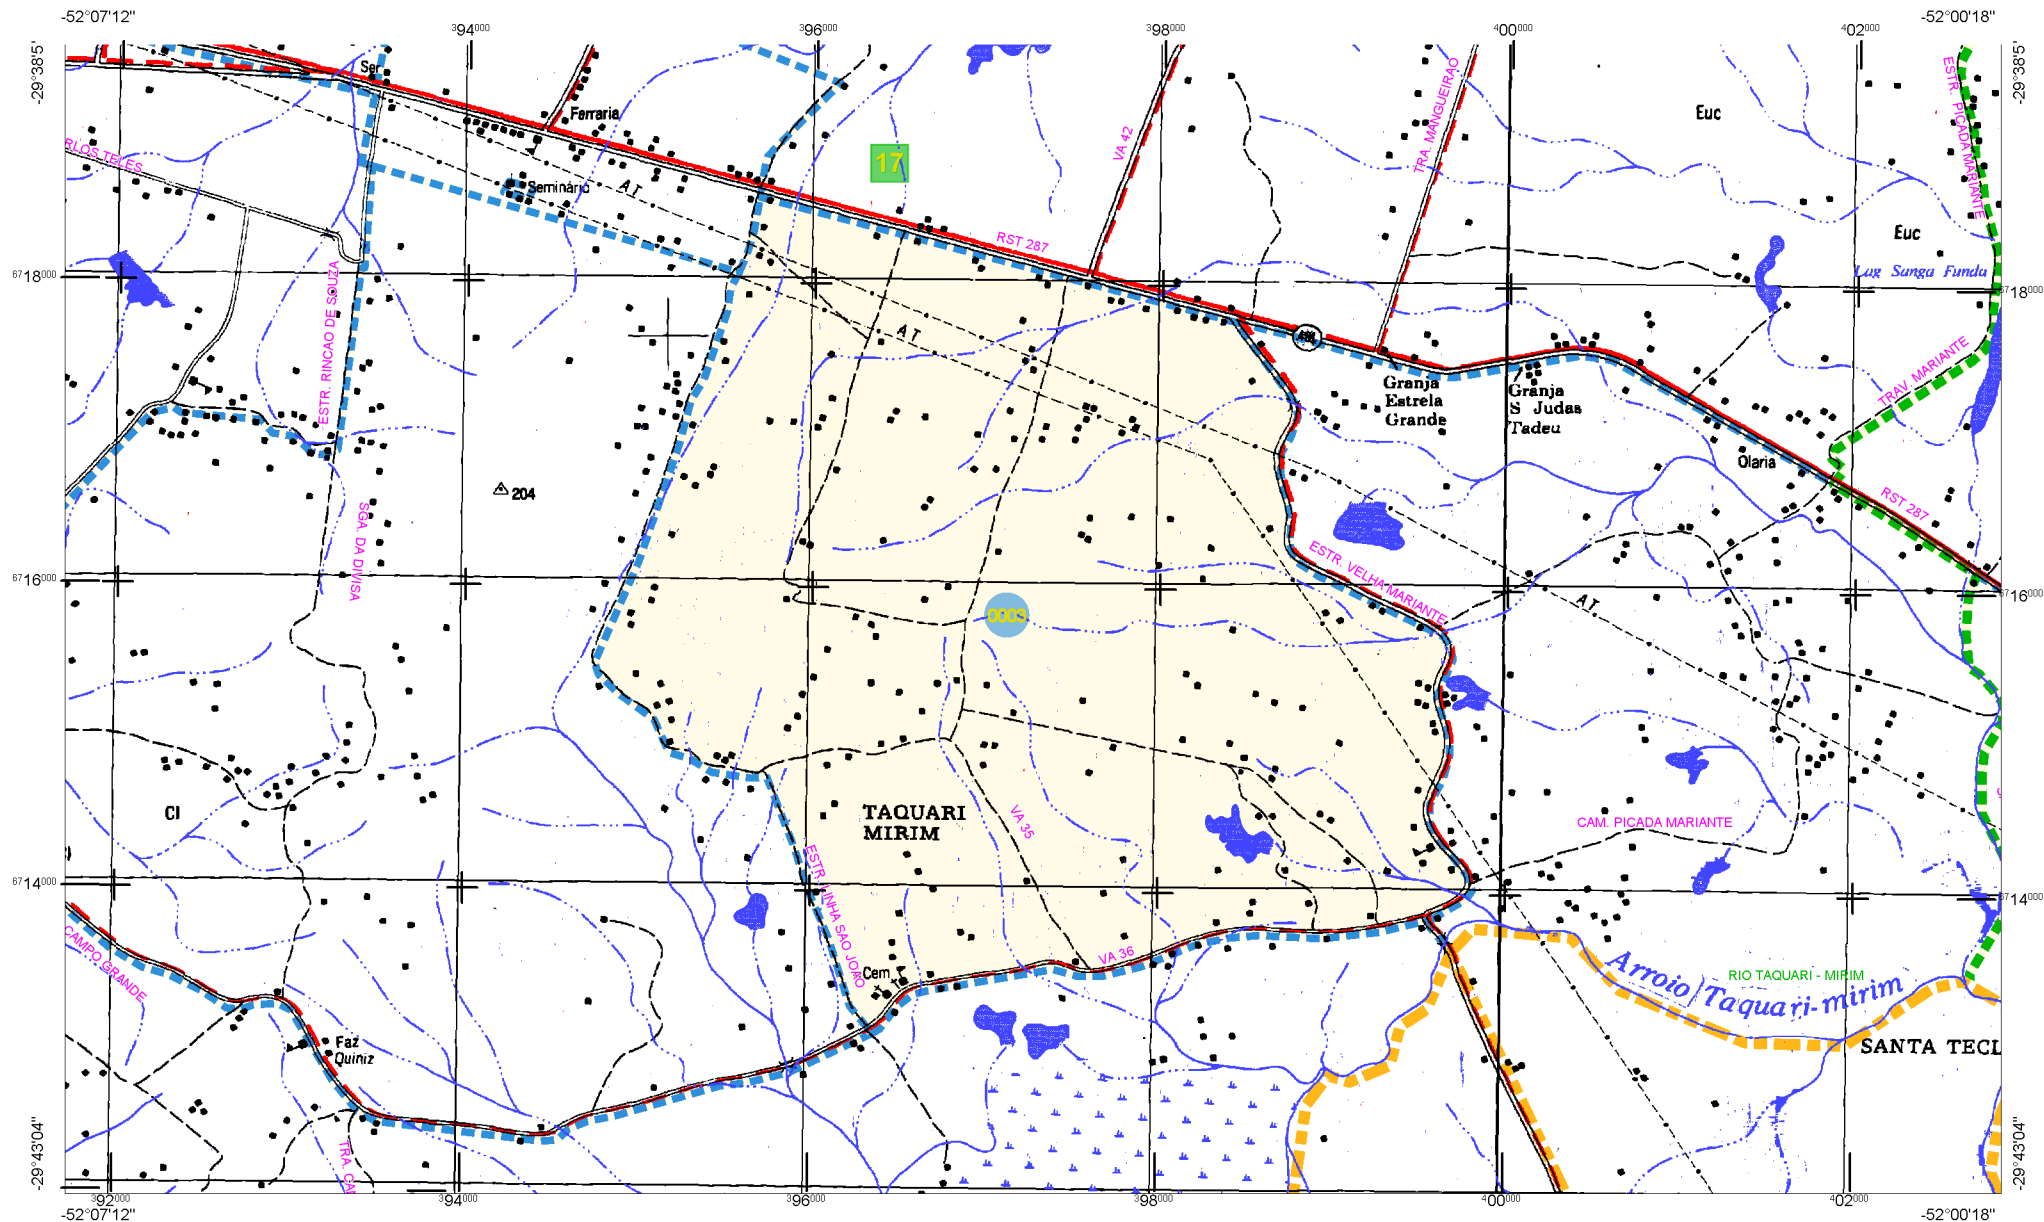 -52°07'12"
-52°00'18"
394000
396000
398000
400000
402000
-29°38'5'
-29°38'5'
Ser
Ferraria
17
VA 42
TRA. MANGUEIRAO
Euc
ESTR. PICADA MARIANTE
RLOS TELES
Seminário
A T
RST 287
Euc
Lag Sanga Funda
6718000
6718000
ESTR. RINCAO DE SOUZA
A T
Granja
Estrela
Grande
Granja
S Judas
Tadeu
TRAV. MARIANTE
Olaria
RST 287
204
SGA. DA DIVISA
ESTR. VELHA MARIANTE
6716000
6716000
A T
0003
CI
TAQUARI
MIRIM
VA 35
CAM. PICADA MARIANTE
ESTR. LINHA SAO JOAO
6714000
6714000
CAMPO GRANDE
Cem
VA 36
Arroio Taquari-mirim
RIO TAQUARI - MIRIM
SANTA TECL
Faz
Quiniz
TRA. CAM
-29°43'04"
-29°43'04"
392000
394000
396000
398000
400000
402000
-52°07'12"
-52°00'18"